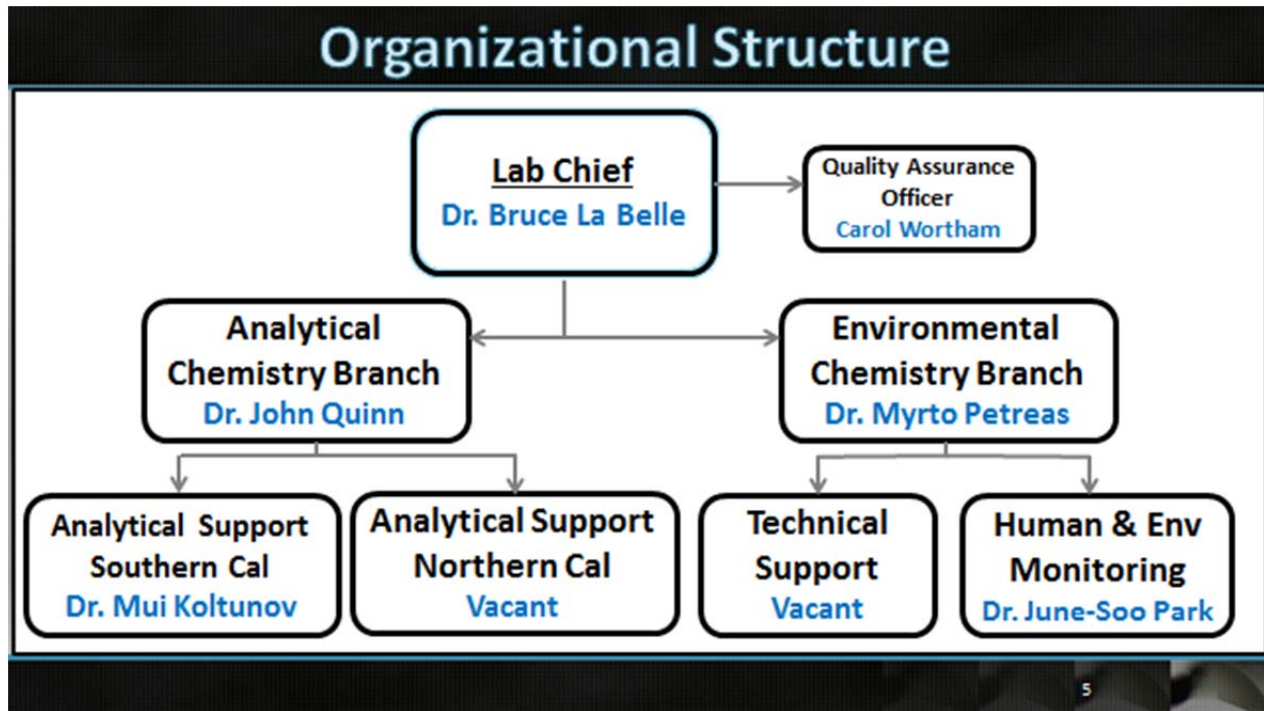 Organizational Structure
Lab Chief
Dr. Bruce La Belle
Quality Assurance
Officer
Carol Wortham
Analytical
Chemistry Branch
Dr. John Quinn
Environmental
Chemistry Branch
Dr. Myrto Petreas
Analytical Support
Southern Cal
Dr. Mui Koltunov
Analytical Support
Northern Cal
Vacant
Technical
Support
Vacant
Human & Env
Monitoring
Dr. June-Soo Park
5